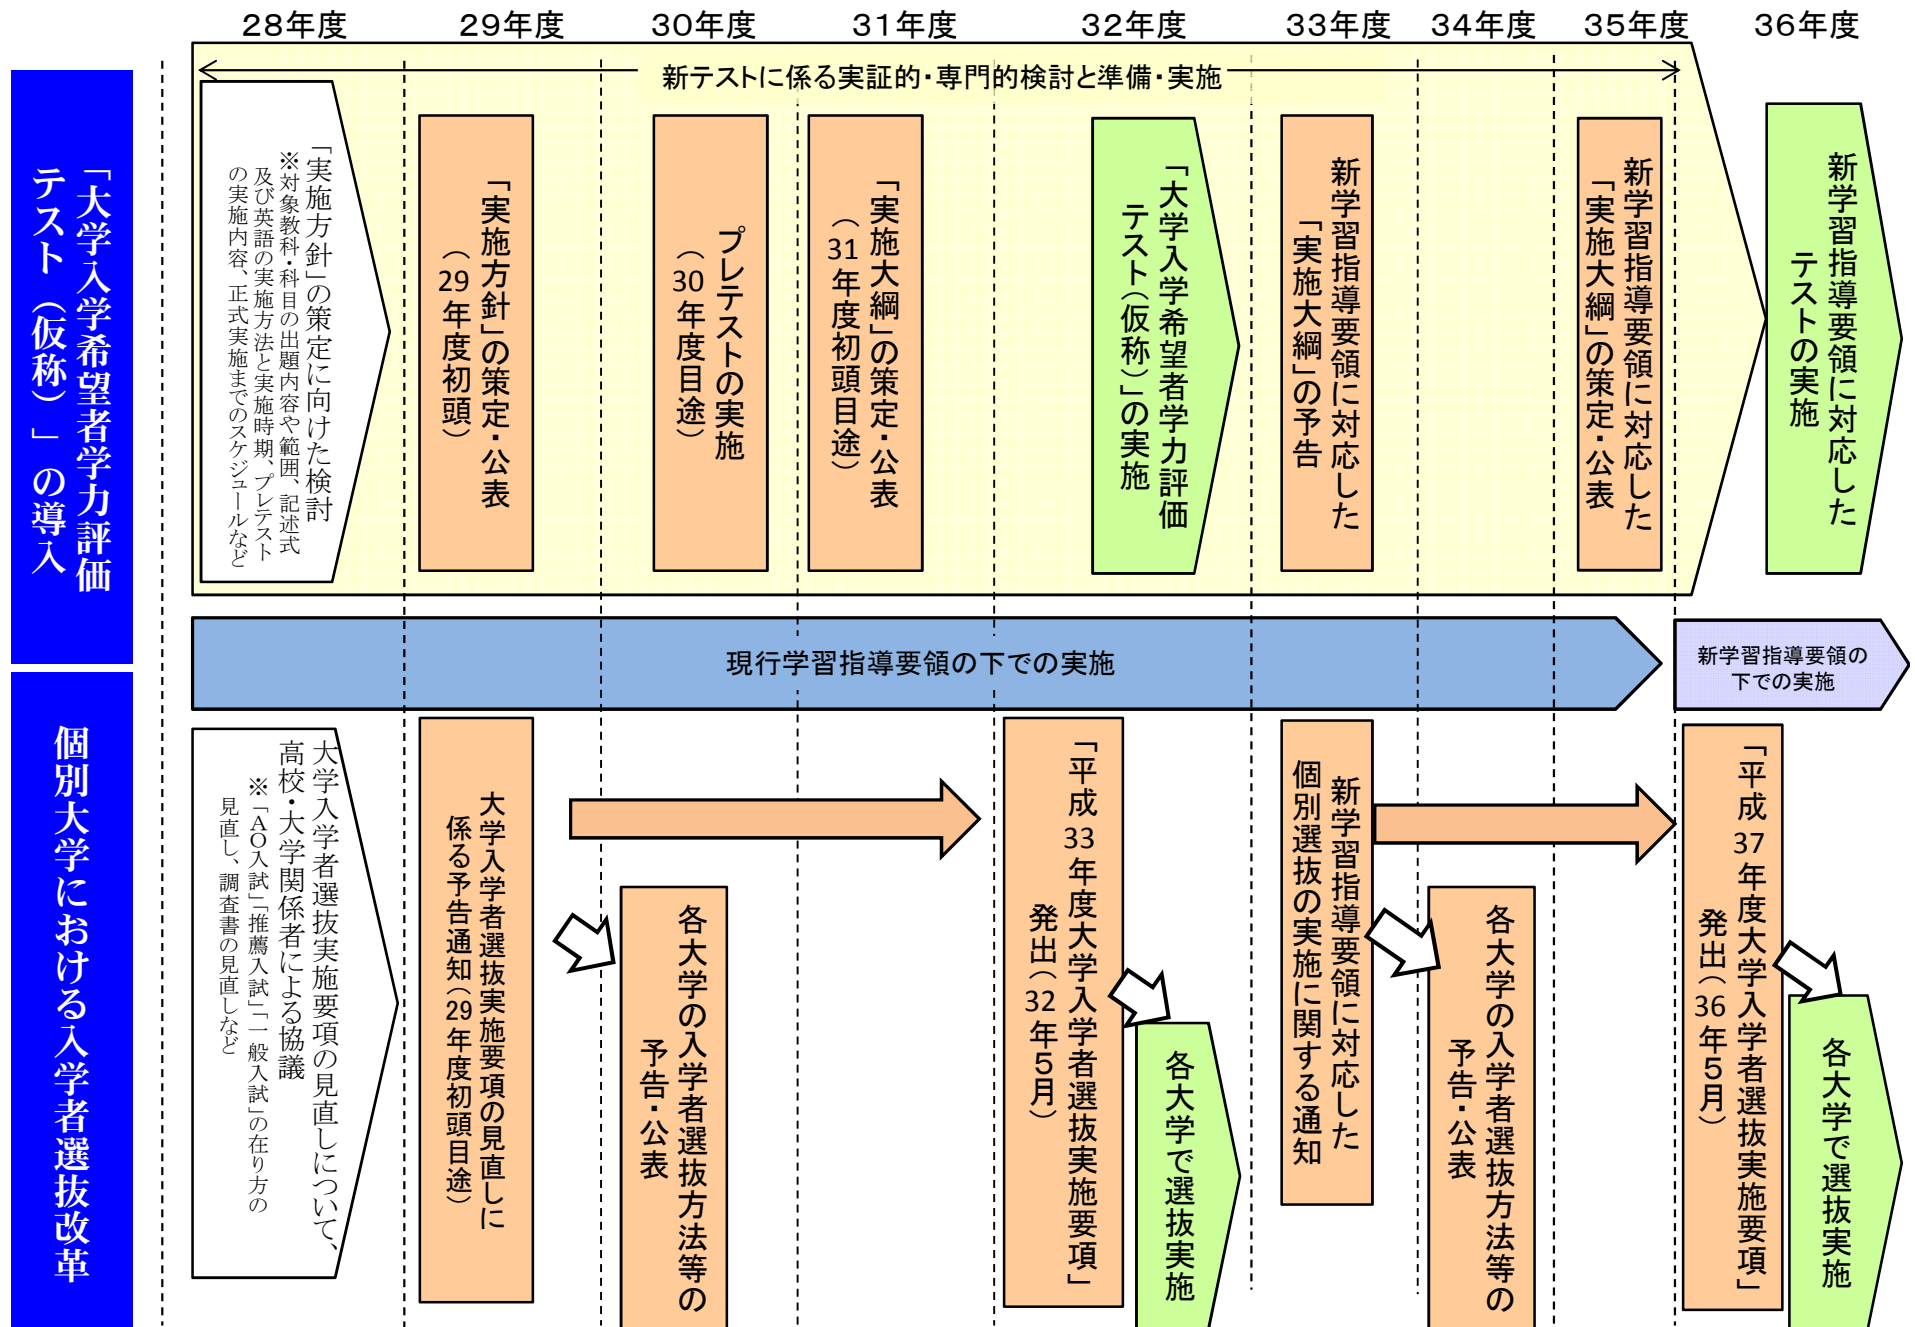 28年度
29年度
30年度
31年度
32年度
33年度
34年度
35年度
36年度
「大学入学希望者学力評価
テスト（仮称）」の導入
新テストに係る実証的・専門的検討と準備・実施
「実施方針」の策定に向けた検討
※対象教科・科目の出題内容や範囲、記述式
及び英語の実施方法と実施時期、プレテスト
の実施内容、正式実施までのスケジュールなど
「実施方針」の策定・公表
（29年度初頭）
プレテストの実施
（30年度目途）
「実施大綱」の策定・公表
（31年度初頭目途）
「大学入学希望者学力評価
テスト（仮称）」の実施
新学習指導要領に対応した
「実施大綱」の予告
新学習指導要領に対応した
「実施大綱」の策定・公表
新学習指導要領に対応した
テストの実施
現行学習指導要領の下での実施
新学習指導要領の
下での実施
個別大学における入学者選抜改革
大学入学者選抜実施要項の見直しについて、
高校・大学関係者による協議
※「AO入試」「推薦入試」「一般入試」の在り方の
見直し、調査書の見直しなど
大学入学者選抜実施要項の見直しに
係る予告通知（29年度初頭目途）
各大学の入学者選抜方法等の
予告・公表
「平成33年度大学入学者選抜実施要項」
発出（32年5月）
各大学で選抜実施
新学習指導要領に対応した
個別選抜の実施に関する通知
各大学の入学者選抜方法等の
予告・公表
「平成37年度大学入学者選抜実施要項」
発出（36年5月）
各大学で選抜実施